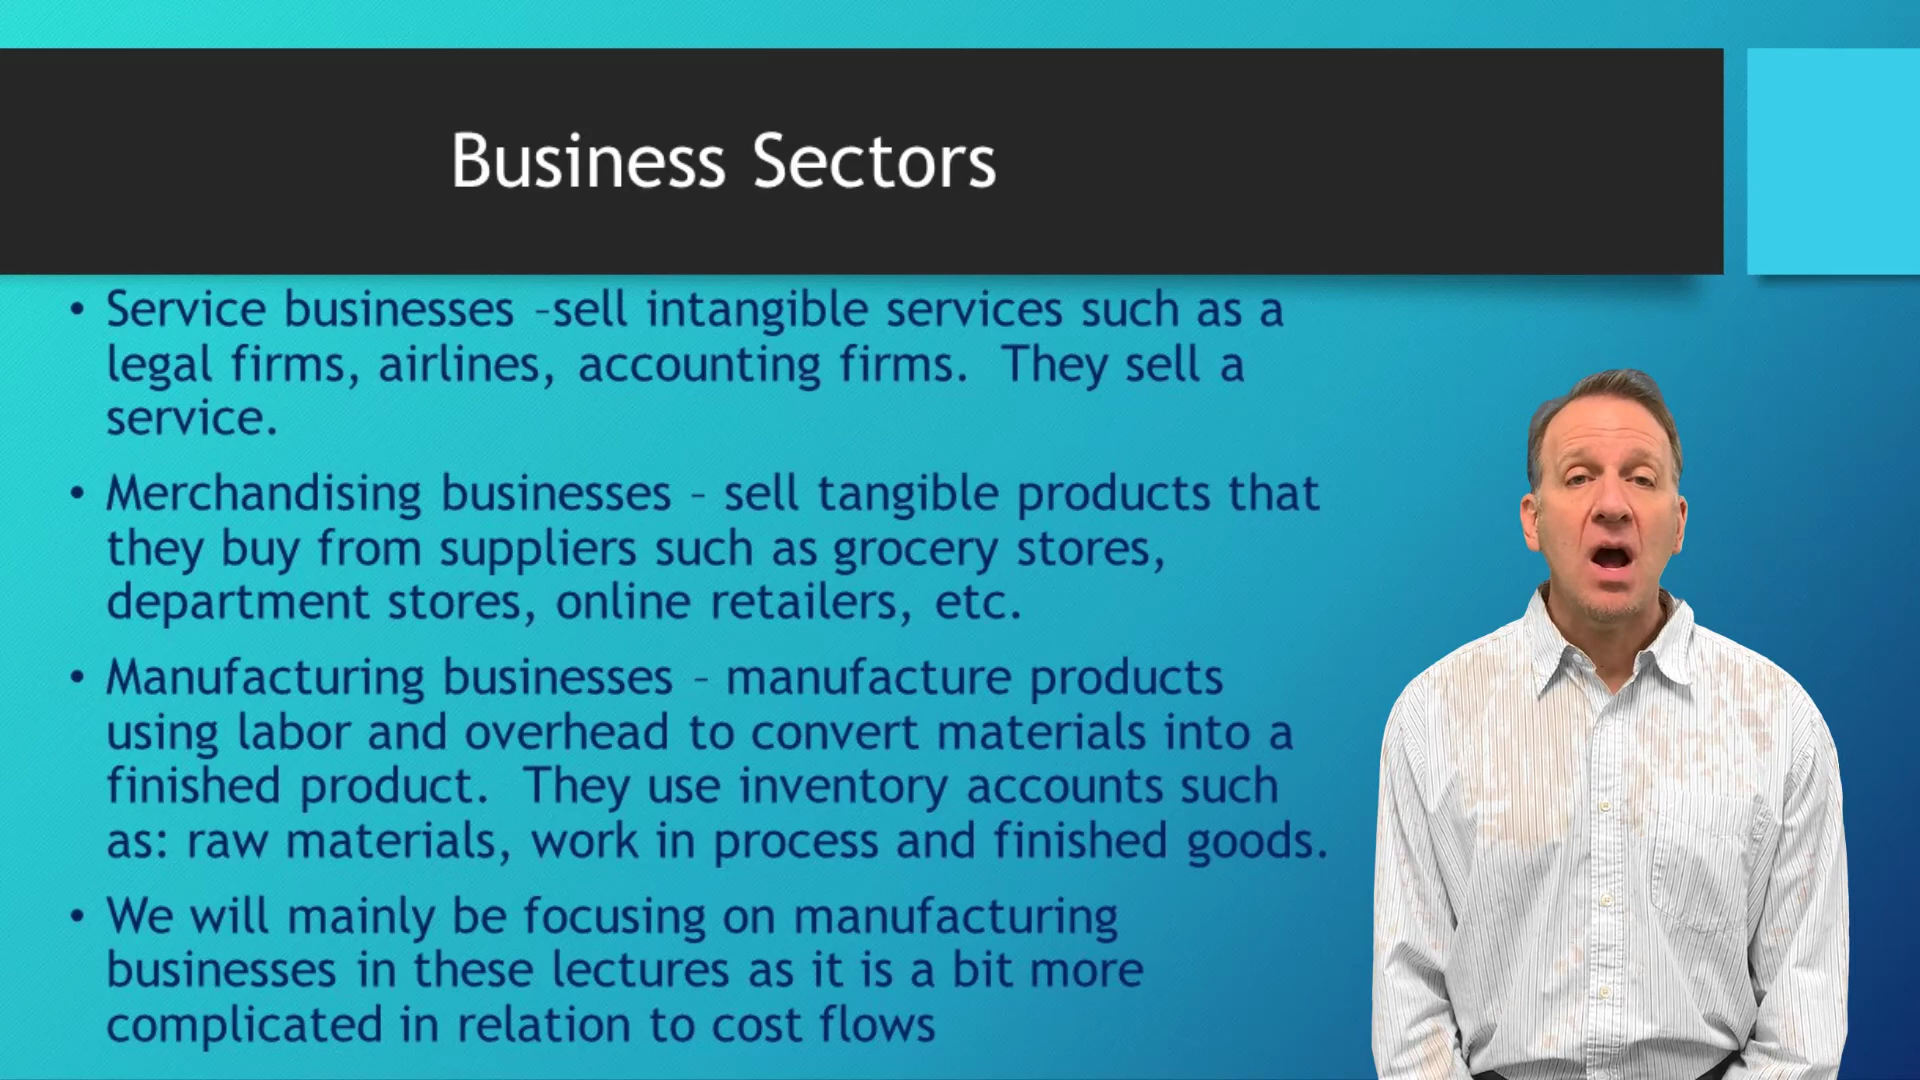 Business Sectors
• Service businesses –sell intangible services such as a
legal firms, airlines, accounting firms.  They sell a
service.
• Merchandising businesses – sell tangible products that
they buy from suppliers such as grocery stores,
department stores, online retailers, etc.
• Manufacturing businesses – manufacture products
using labor and overhead to convert materials into a
finished product.  They use inventory accounts such
as: raw materials, work in process and finished goods.
• We will mainly be focusing on manufacturing
businesses in these lectures as it is a bit more
complicated in relation to cost flows